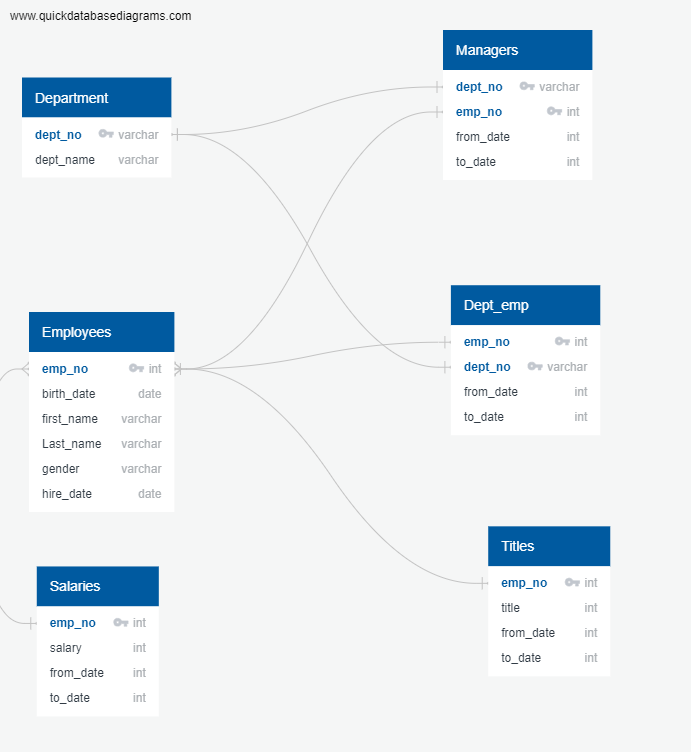 www.quickdatabasediagrams.com
Department
dept_no varchar
dept_name varchar
Managers
dept_no varchar
emp_no int
from_date int
to_date int
Employees
emp_no int
birth_date date
first_name varchar
Last_name varchar
gender varchar
hire_date date
Dept_emp
emp_no int
dept_no varchar
from_date int
to_date int
Salaries
emp_no int
salary int
from_date int
to_date int
Titles
emp_no int
title int
from_date int
to_date int